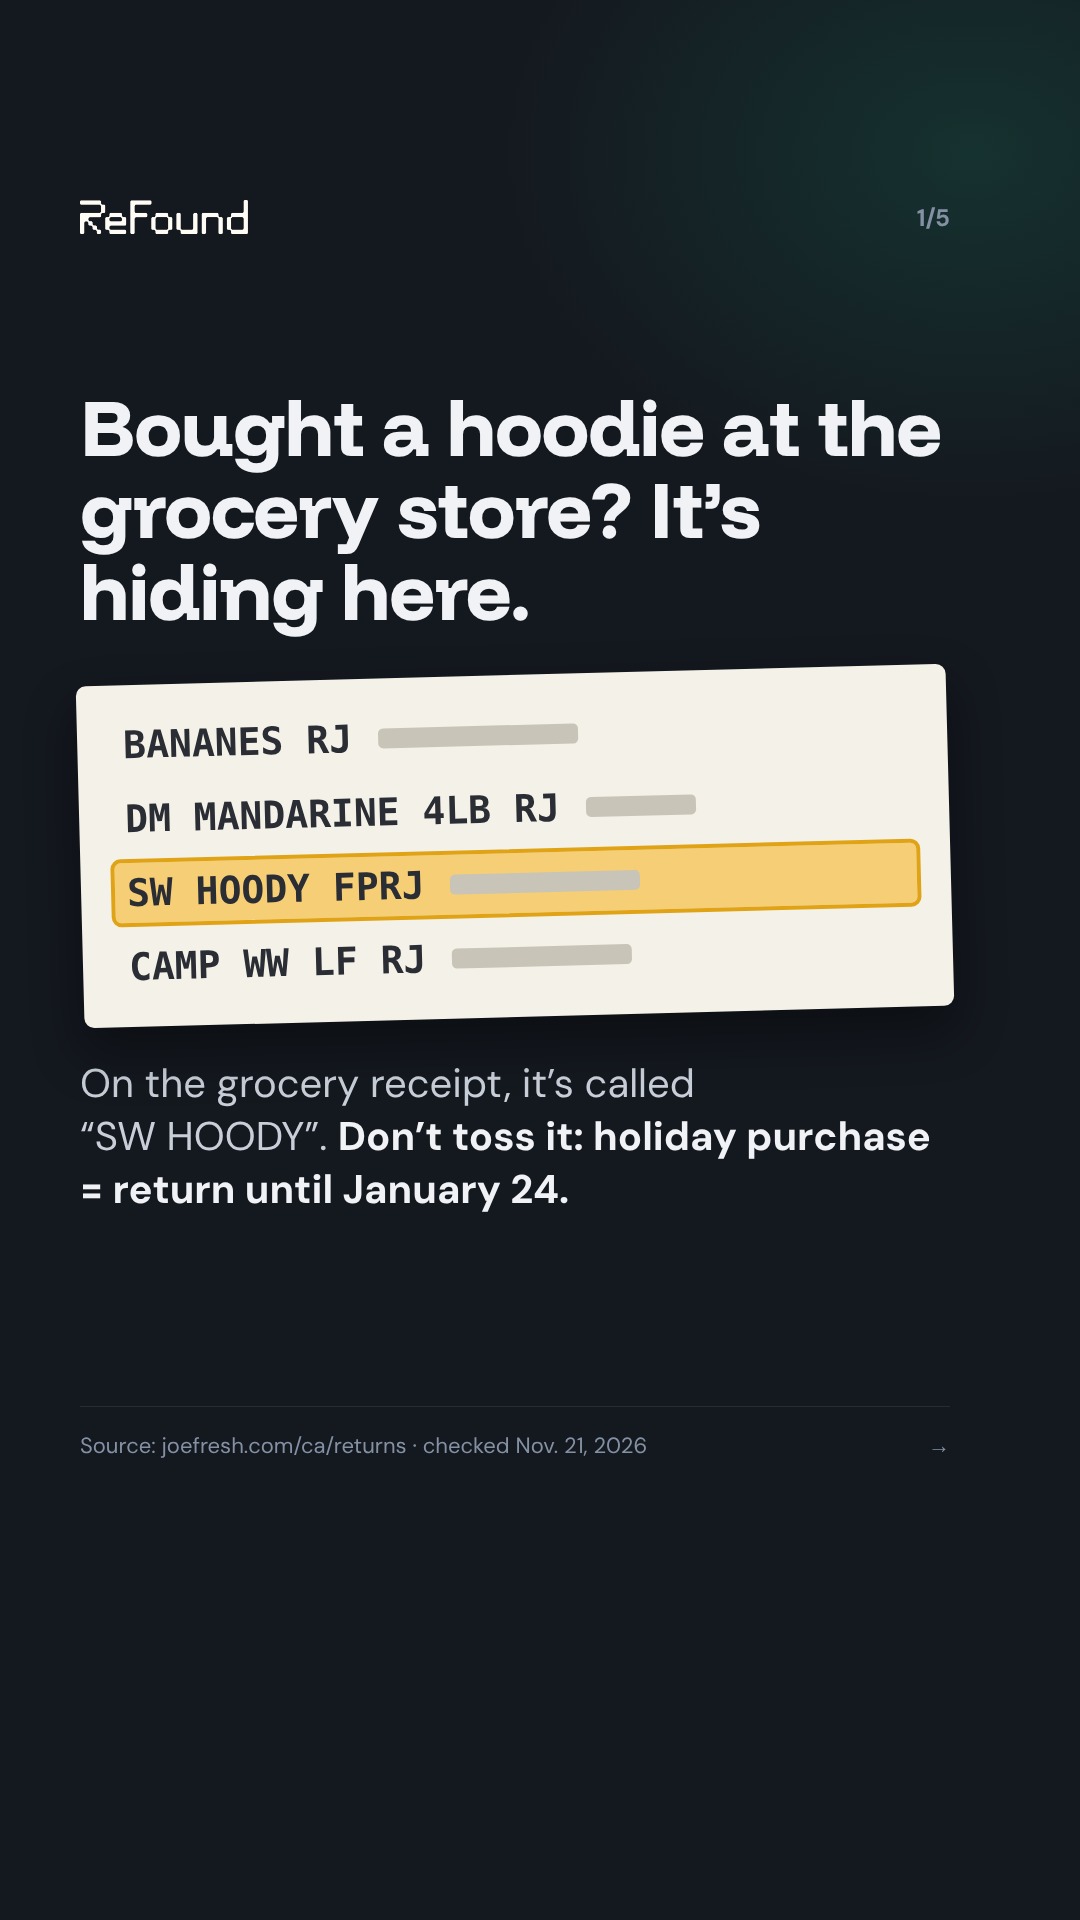 ReFound
1/5
Bought a hoodie at the
grocery store? It’s
hiding here.
BANANES RJ
DM MANDARINE 4LB RJ
SW HOODY FPRJ
CAMP WW LF RJ
On the grocery receipt, it’s called
“SW HOODY”. Don’t toss it: holiday purchase
= return until January 24.
Source: joefresh.com/ca/returns · checked Nov. 21, 2026 →